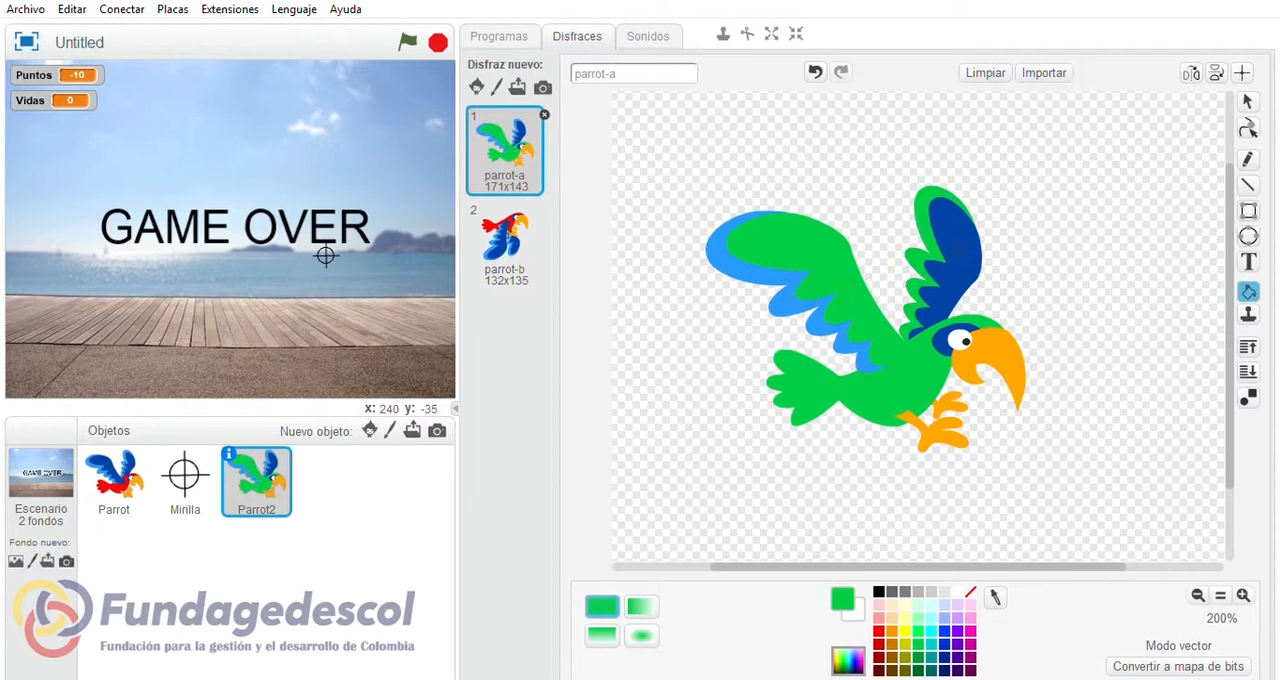 Archivo Editar Conectar Placas Extensiones Lenguaje Ayuda
Untitled
Puntos -10
Vidas 0
GAME OVER
x: 240 y: -35
Objetos Nuevo objeto:
Escenario
2 fondos
Fondo nuevo:
Parrot
Mirilla
Parrot2
Fundagedescol
Fundación para la gestión y el desarrollo de Colombia
Programas Disfraces Sonidos
Disfraz nuevo:
1
parrot-a
171x143
2
parrot-b
132x135
parrot-a
Limpiar Importar
T
200%
Modo vector
Convertir a mapa de bits